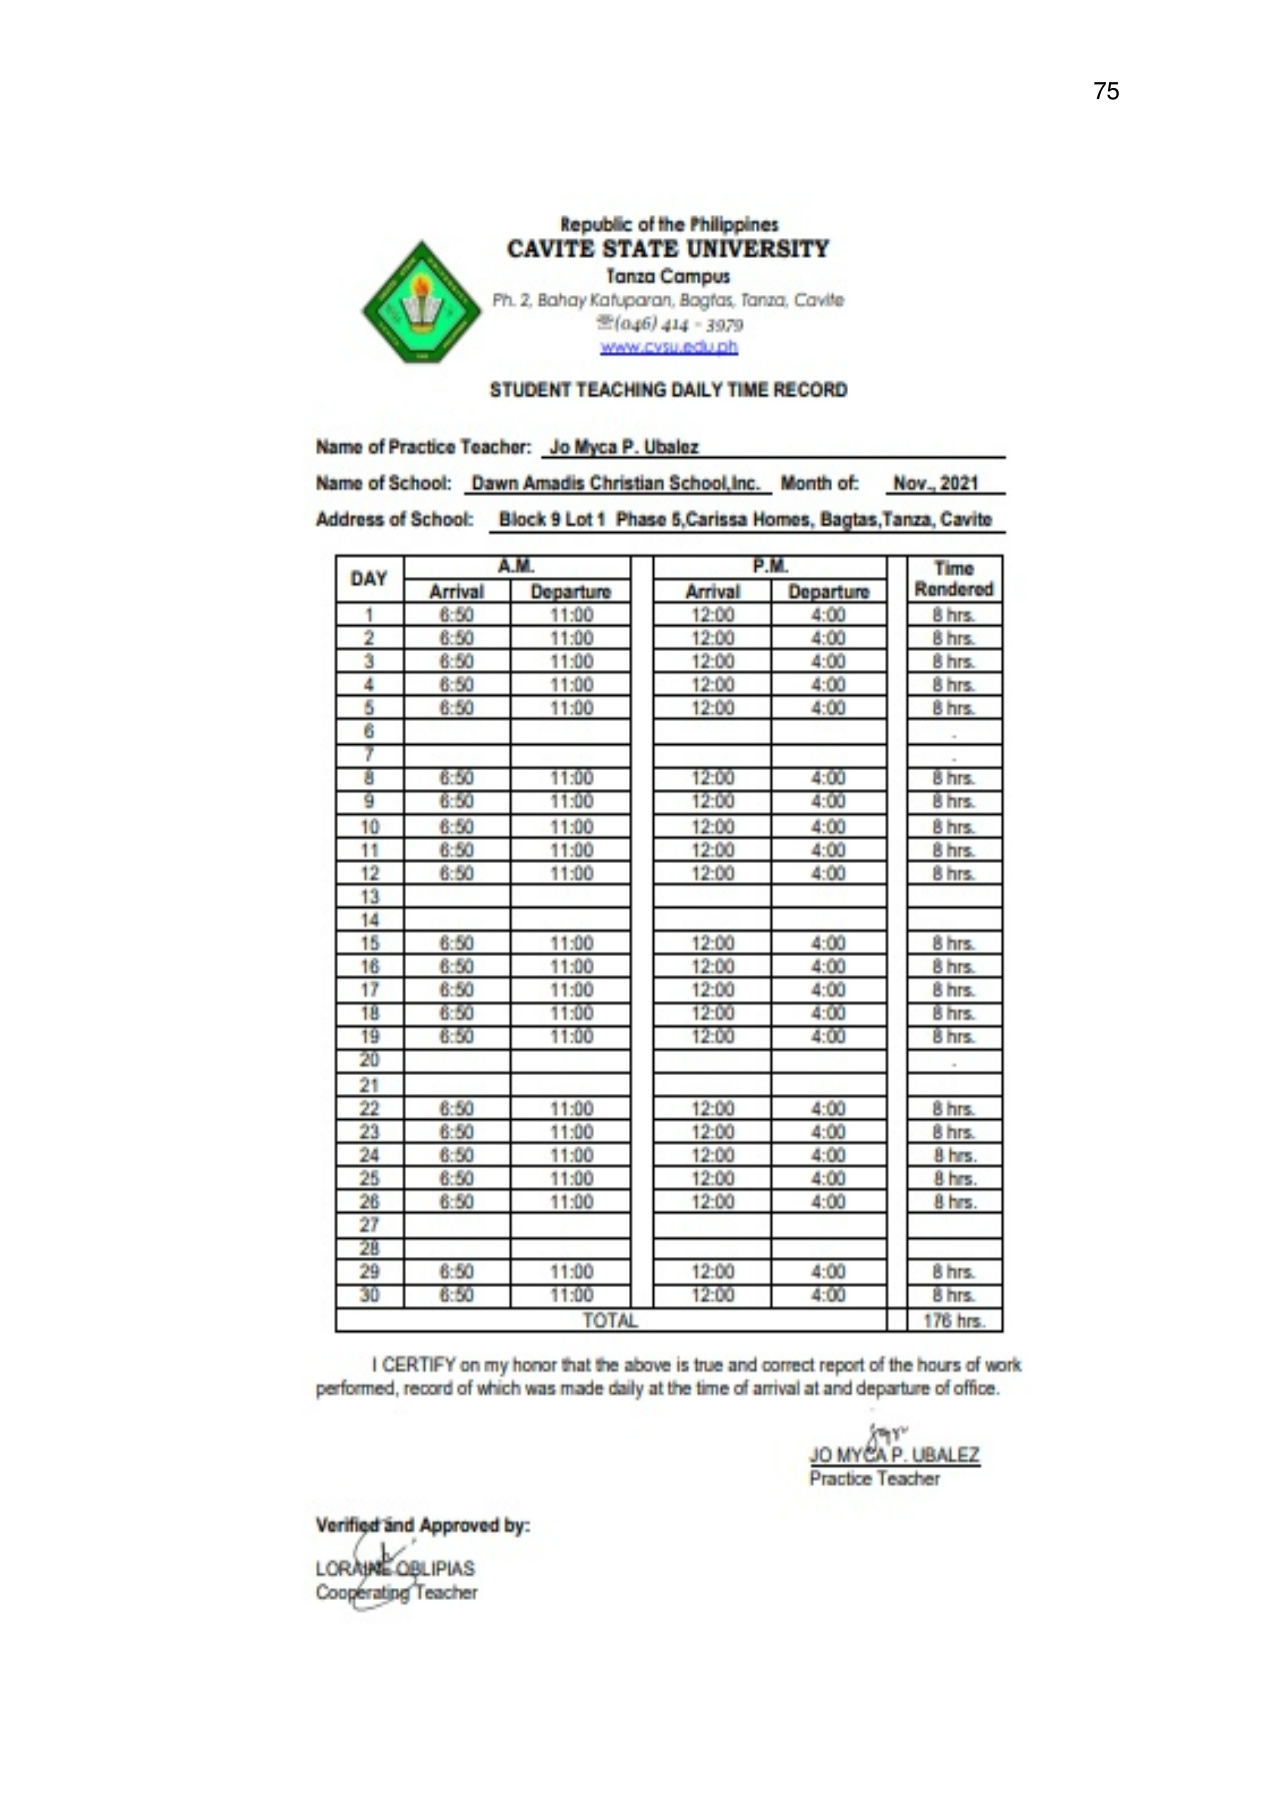 75
Republic of the Philippines
CAVITE STATE UNIVERSITY
Tanza Campus
Ph. 2, Bahay Katuparan, Bagtas, Tanza, Cavite
☏(046) 414 - 3979
www.cvsu.edu.ph
STUDENT TEACHING DAILY TIME RECORD
Name of Practice Teacher: Jo Myca P. Ubalez
Name of School: Dawn Amadis Christian School,Inc. Month of: Nov., 2021
Address of School: Block 9 Lot 1 Phase 5,Carissa Homes, Bagtas,Tanza, Cavite
DAY A.M. P.M. Time Rendered
Arrival Departure Arrival Departure
1 6:50 11:00 12:00 4:00 8 hrs.
2 6:50 11:00 12:00 4:00 8 hrs.
3 6:50 11:00 12:00 4:00 8 hrs.
4 6:50 11:00 12:00 4:00 8 hrs.
5 6:50 11:00 12:00 4:00 8 hrs.
6 .
7 .
8 6:50 11:00 12:00 4:00 8 hrs.
9 6:50 11:00 12:00 4:00 8 hrs.
10 6:50 11:00 12:00 4:00 8 hrs.
11 6:50 11:00 12:00 4:00 8 hrs.
12 6:50 11:00 12:00 4:00 8 hrs.
13
14
15 6:50 11:00 12:00 4:00 8 hrs.
16 6:50 11:00 12:00 4:00 8 hrs.
17 6:50 11:00 12:00 4:00 8 hrs.
18 6:50 11:00 12:00 4:00 8 hrs.
19 6:50 11:00 12:00 4:00 8 hrs.
20 .
21
22 6:50 11:00 12:00 4:00 8 hrs.
23 6:50 11:00 12:00 4:00 8 hrs.
24 6:50 11:00 12:00 4:00 8 hrs.
25 6:50 11:00 12:00 4:00 8 hrs.
26 6:50 11:00 12:00 4:00 8 hrs.
27
28
29 6:50 11:00 12:00 4:00 8 hrs.
30 6:50 11:00 12:00 4:00 8 hrs.
TOTAL 176 hrs.
I CERTIFY on my honor that the above is true and correct report of the hours of work
performed, record of which was made daily at the time of arrival at and departure of office.
JO MYCA P. UBALEZ
Practice Teacher
Verified and Approved by:
LORAINE OBLIPIAS
Cooperating Teacher